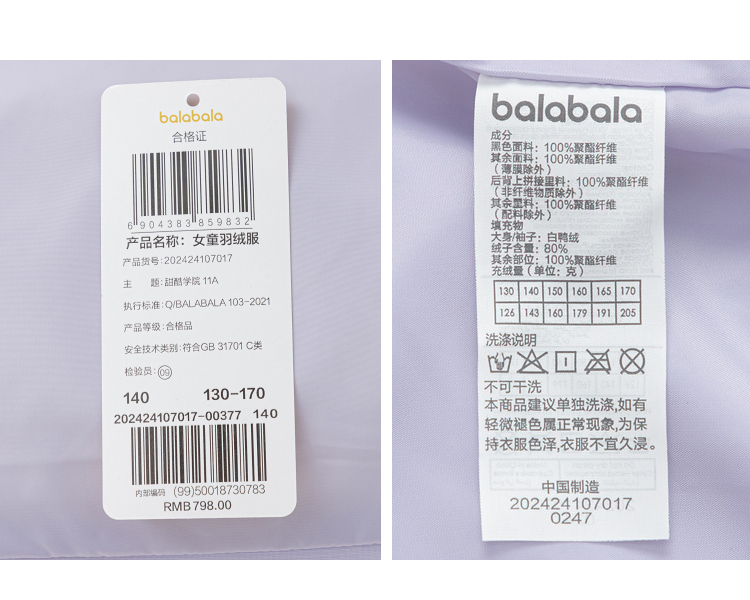 balabala
合格证
6 904383 859832
产品名称：女童羽绒服
产品货号:202424107017
主 题: 甜酷学院 11A
执行标准: Q/BALABALA 103-2021
产品等级: 合格品
安全技术类别: 符合GB 31701 C类
检验员: 09
140 130-170
202424107017-00377 140
内部编码 (99)50018730783
RMB798.00
balabala
成分
黑色面料：100%聚酯纤维
其余面料：100%聚酯纤维
（薄膜除外）
后背上拼接里料：100%聚酯纤维
（非纤维物质除外）
其余里料：100%聚酯纤维
（配料除外）
填充物
大身/袖子：白鸭绒
绒子含量：80%
其余部位：100%聚酯纤维
充绒量（单位：克）
130 140 150 160 165 170
126 143 160 179 191 205
洗涤说明
不可干洗
本商品建议单独洗涤,如有
轻微褪色属正常现象,为保
持衣服色泽,衣服不宜久浸。
中国制造
202424107017
0247